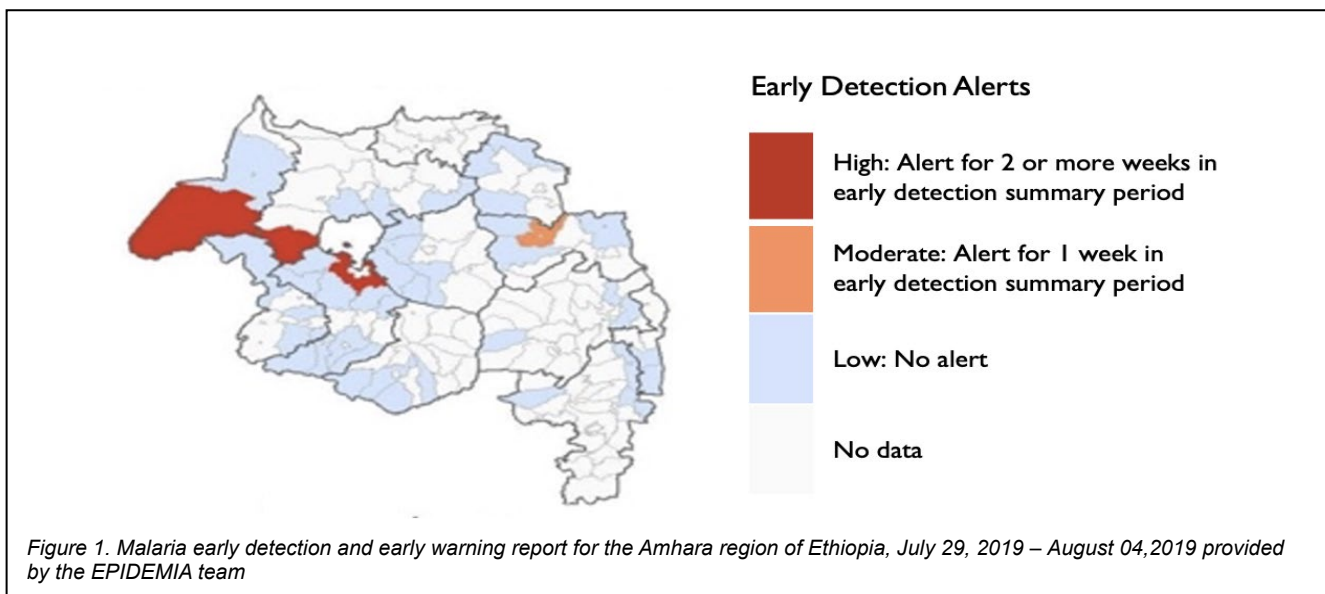 Early Detection Alerts
High: Alert for 2 or more weeks in
early detection summary period
Moderate: Alert for 1 week in
early detection summary period
Low: No alert
No data
Figure 1. Malaria early detection and early warning report for the Amhara region of Ethiopia, July 29, 2019 – August 04,2019 provided
by the EPIDEMIA team